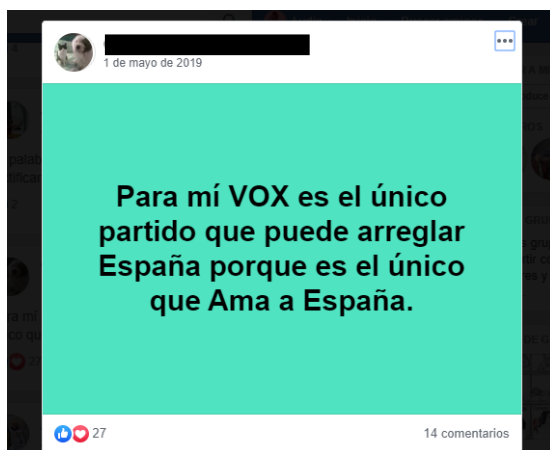 1 de mayo de 2019
Para mí VOX es el único
partido que puede arreglar
España porque es el único
que Ama a España.
27
14 comentarios
27